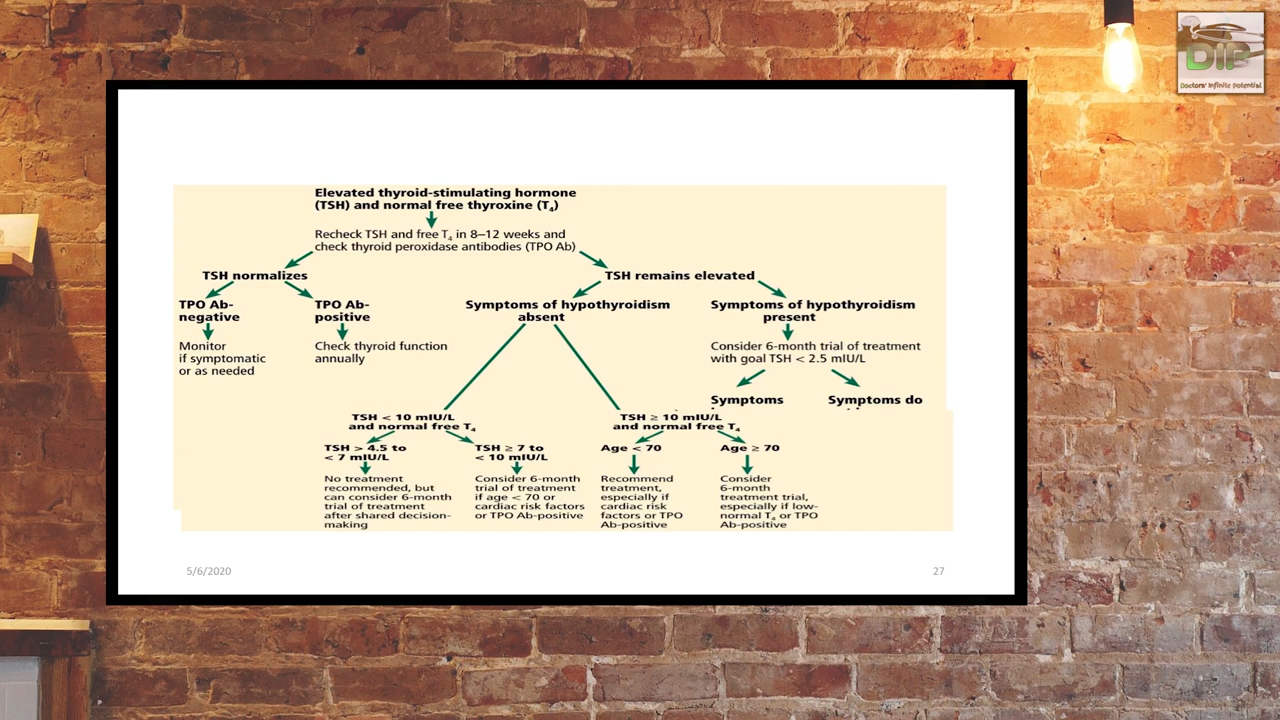 DIP
Doctors' Infinite Potential
Elevated thyroid-stimulating hormone
(TSH) and normal free thyroxine (T₄)
Recheck TSH and free T₄ in 8–12 weeks and
check thyroid peroxidase antibodies (TPO Ab)
TSH normalizes
TSH remains elevated
TPO Ab-
negative
TPO Ab-
positive
Symptoms of hypothyroidism
absent
Symptoms of hypothyroidism
present
Monitor
if symptomatic
or as needed
Check thyroid function
annually
Consider 6-month trial of treatment
with goal TSH < 2.5 mIU/L
Symptoms
Symptoms do
TSH < 10 mIU/L
and normal free T₄
TSH ≥ 10 mIU/L
and normal free T₄
TSH > 4.5 to
< 7 mIU/L
TSH ≥ 7 to
< 10 mIU/L
Age < 70
Age ≥ 70
No treatment
recommended, but
can consider 6-month
trial of treatment
after shared decision-
making
Consider 6-month
trial of treatment
if age < 70 or
cardiac risk factors
or TPO Ab-positive
Recommend
treatment,
especially if
cardiac risk
factors or TPO
Ab-positive
Consider
6-month
treatment trial,
especially if low-
normal T₄ or TPO
Ab-positive
5/6/2020
27